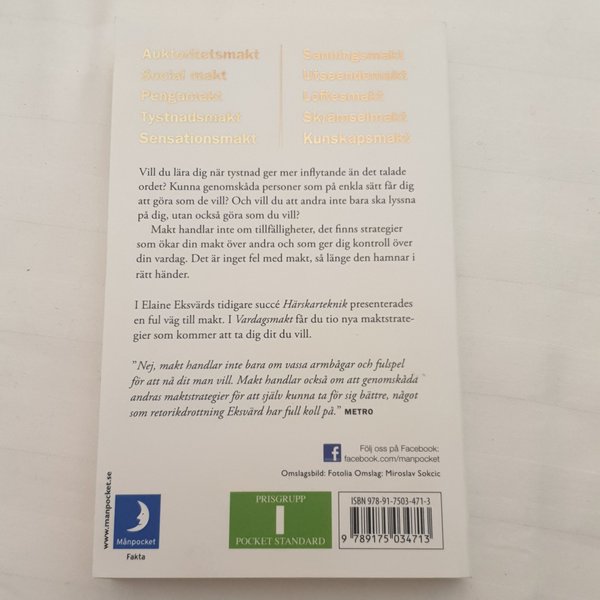 Auktoritetsmakt
Social makt
Pengamakt
Tystnadsmakt
Sensationsmakt
Sanningsmakt
Utseendemakt
Löftesmakt
Skrämselmakt
Kunskapsmakt
Vill du lära dig när tystnad ger mer inflytande än det talade
ordet? Kunna genomskåda personer som på enkla sätt får dig
att göra som de vill? Och vill du att andra inte bara ska lyssna
på dig, utan också göra som du vill?
Makt handlar inte om tillfälligheter, det finns strategier
som ökar din makt över andra och som ger dig kontroll över
din vardag. Det är inget fel med makt, så länge den hamnar i
rätt händer.
I Elaine Eksvärds tidigare succé Härskarteknik presenterades
en ful väg till makt. I Vardagsmakt får du tio nya maktstrate-
gier som kommer att ta dig dit du vill.
”Nej, makt handlar inte bara om vassa armbågar och fulspel
för att nå dit man vill. Makt handlar också om att genomskåda
andras maktstrategier för att själv kunna ta för sig bättre, något
som retorikdrottning Eksvärd har full koll på.” METRO
f
Följ oss på Facebook:
facebook.com/manpocket
Omslagsbild: Fotolia Omslag: Miroslav Sokcic
www.manpocket.se
Månpocket
Fakta
PRISGRUPP
I
POCKET STANDARD
ISBN 978-91-7503-471-3
9 789175 034713